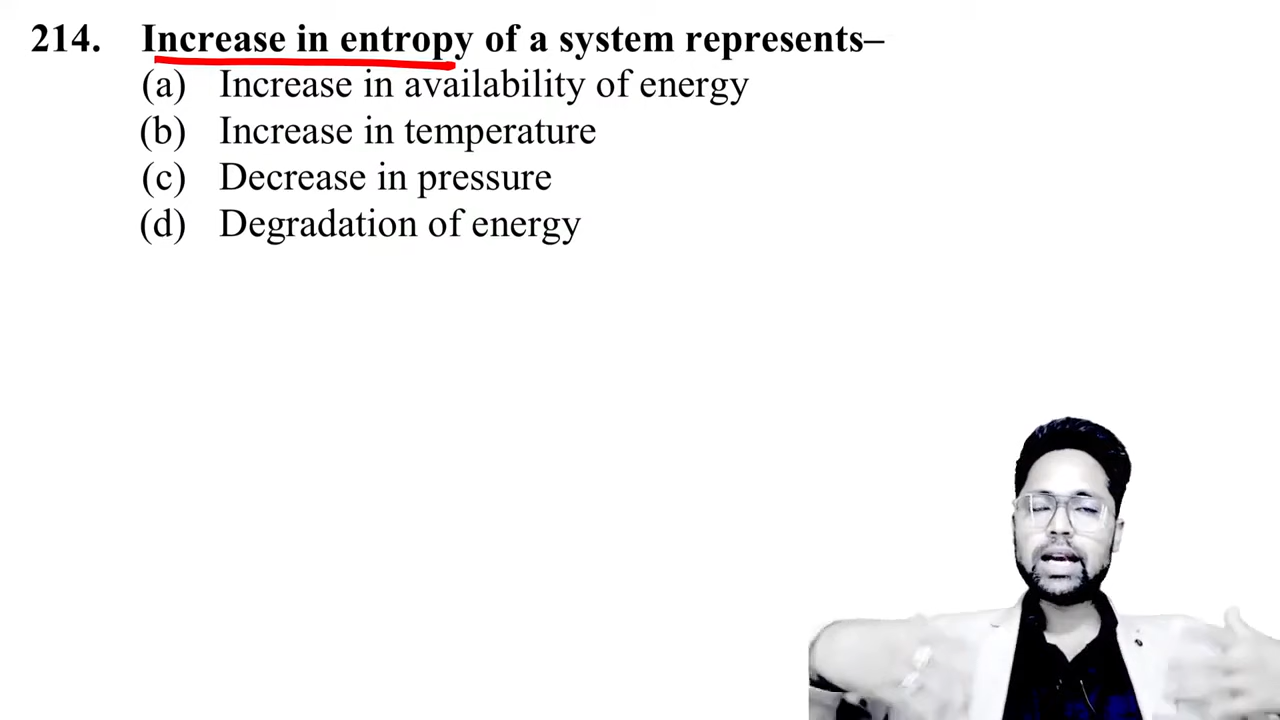 214. Increase in entropy of a system represents–
(a) Increase in availability of energy
(b) Increase in temperature
(c) Decrease in pressure
(d) Degradation of energy